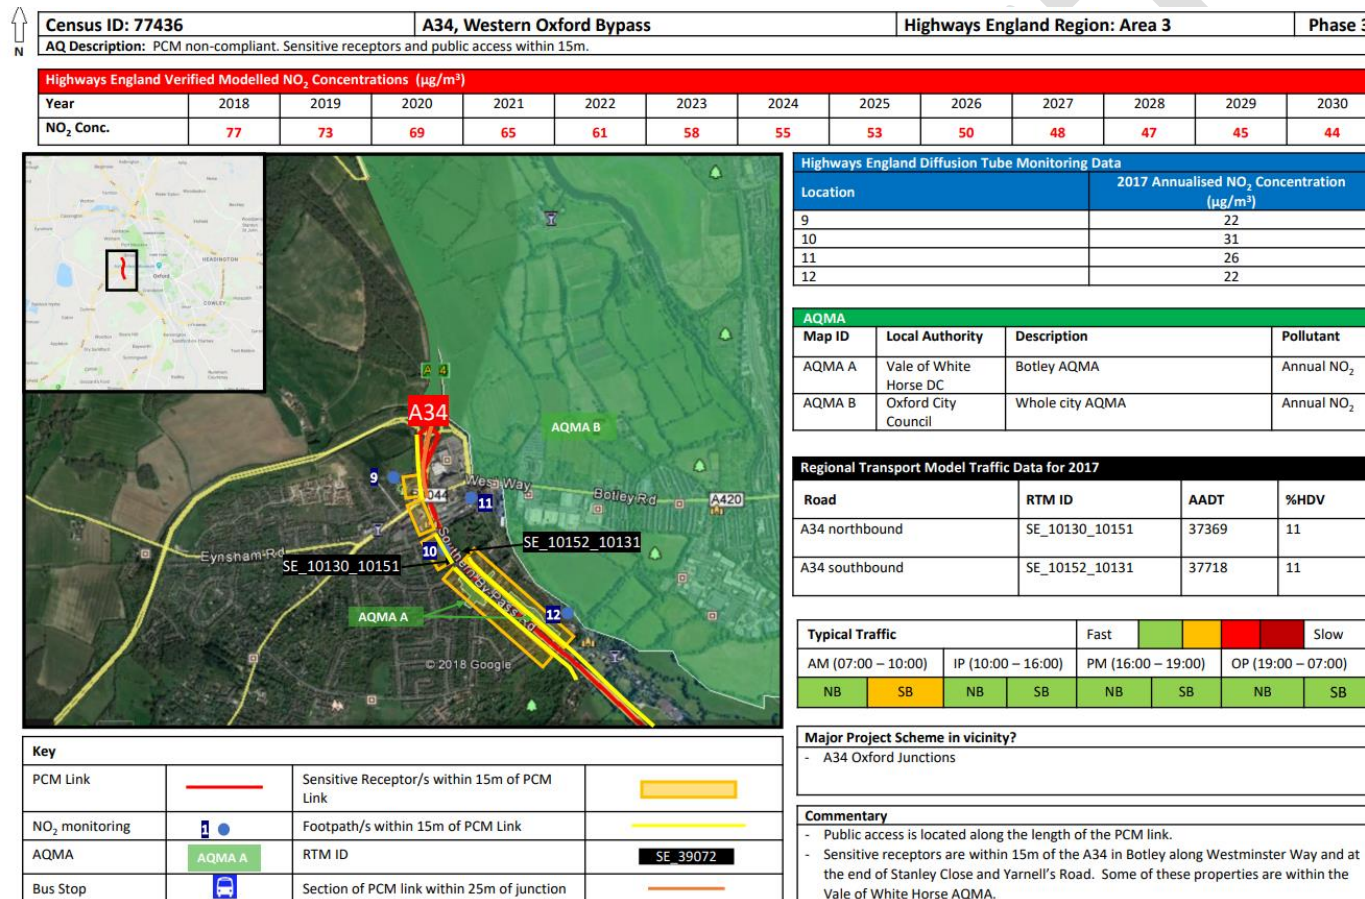 N
Census ID: 77436 A34, Western Oxford Bypass Highways England Region: Area 3 Phase 3
AQ Description: PCM non-compliant. Sensitive receptors and public access within 15m.
Highways England Verified Modelled NO₂ Concentrations (µg/m³)
Year 2018 2019 2020 2021 2022 2023 2024 2025 2026 2027 2028 2029 2030
NO₂ Conc. 77 73 69 65 61 58 55 53 50 48 47 45 44
HEADINGTON
Oxford
COWLEY
A34
AQMA B
9
West Way
11
Botley Rd
A420
SE_10152_10131
10
Eynsham Rd
SE_10130_10151
Southern By-Pass Rd
12
AQMA A
© 2018 Google
Highways England Diffusion Tube Monitoring Data
Location 2017 Annualised NO₂ Concentration
(µg/m³)
9 22
10 31
11 26
12 22
AQMA
Map ID Local Authority Description Pollutant
AQMA A Vale of White Botley AQMA Annual NO₂
Horse DC
AQMA B Oxford City Whole city AQMA Annual NO₂
Council
Regional Transport Model Traffic Data for 2017
Road RTM ID AADT %HDV
A34 northbound SE_10130_10151 37369 11
A34 southbound SE_10152_10131 37718 11
Typical Traffic Fast Slow
AM (07:00 – 10:00) IP (10:00 – 16:00) PM (16:00 – 19:00) OP (19:00 – 07:00)
NB SB NB SB NB SB NB SB
Major Project Scheme in vicinity?
- A34 Oxford Junctions
Commentary
- Public access is located along the length of the PCM link.
- Sensitive receptors are within 15m of the A34 in Botley along Westminster Way and at
the end of Stanley Close and Yarnell's Road. Some of these properties are within the
Vale of White Horse AQMA.
Key
PCM Link Sensitive Receptor/s within 15m of PCM
Link
NO₂ monitoring 1 Footpath/s within 15m of PCM Link
AQMA AQMA A RTM ID SE_39072
Bus Stop Section of PCM link within 25m of junction